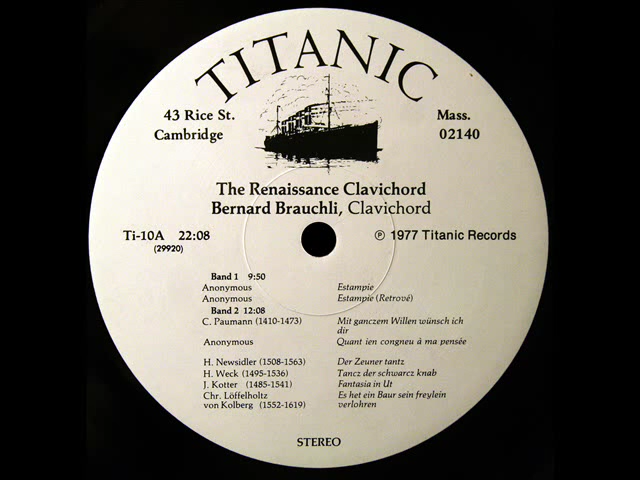 TITANIC
43 Rice St. Mass.
Cambridge 02140
The Renaissance Clavichord
Bernard Brauchli, Clavichord
Ti-10A 22:08 ℗ 1977 Titanic Records
(29920)
Band 1 9:50
Anonymous Estampie
Anonymous Estampie (Retrové)
Band 2 12:08
C. Paumann (1410-1473) Mit ganczem Willen wünsch ich
dir
Anonymous Quant ien congneu à ma pensée
H. Newsidler (1508-1563) Der Zeuner tantz
H. Weck (1495-1536) Tancz der schwarcz knab
J. Kotter (1485-1541) Fantasia in Ut
Chr. Löffelholtz Es het ein Baur sein freylein
von Kolberg (1552-1619) verlohren
STEREO